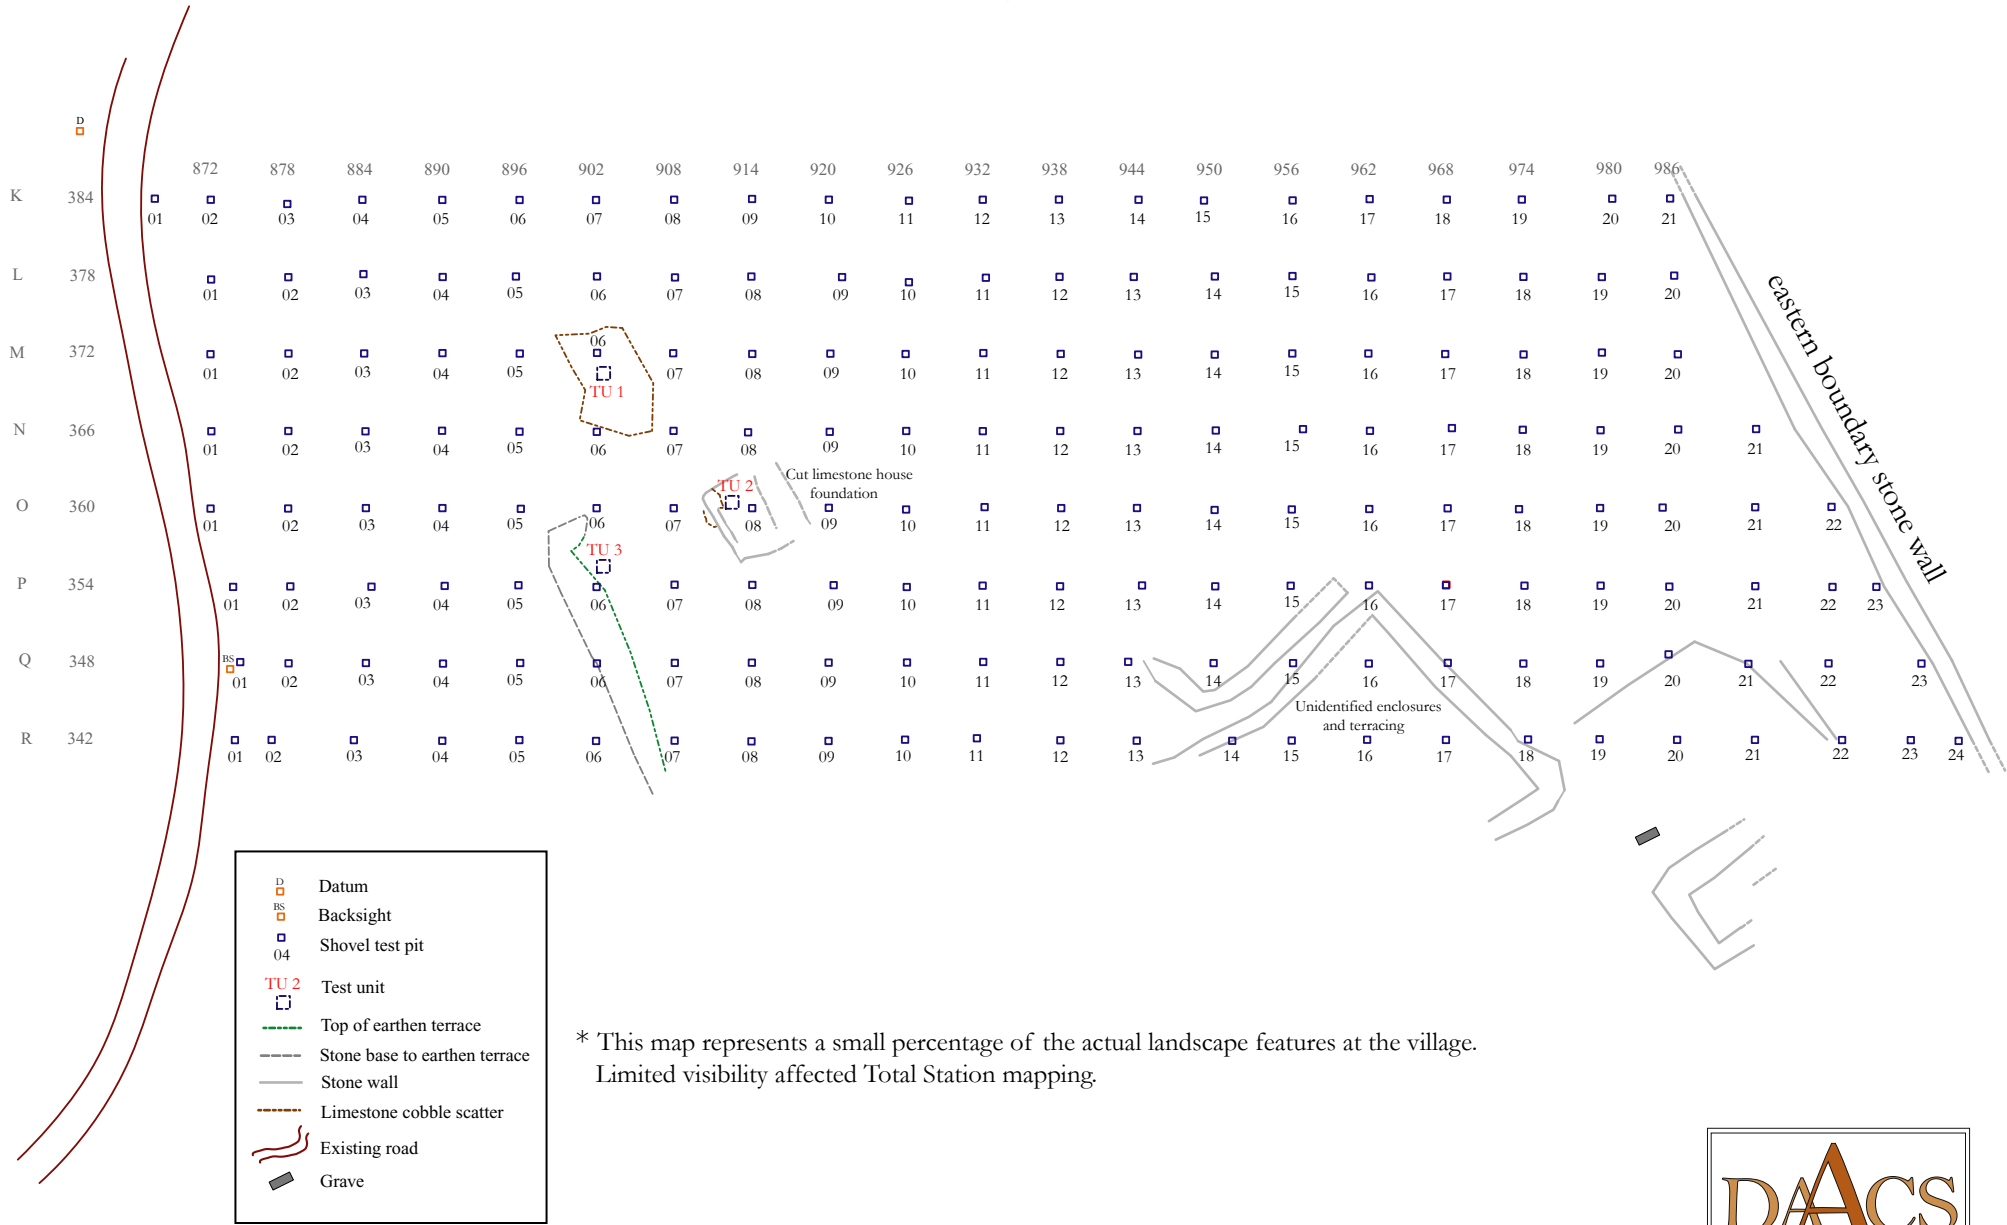 D
872 878 884 890 896 902 908 914 920 926 932 938 944 950 956 962 968 974 980 986
K 384
01 02 03 04 05 06 07 08 09 10 11 12 13 14 15 16 17 18 19 20 21
L 378
01 02 03 04 05 06 07 08 09 10 11 12 13 14 15 16 17 18 19 20
eastern boundary stone wall
M 372
01 02 03 04 05 06 07 08 09 10 11 12 13 14 15 16 17 18 19 20
TU 1
N 366
01 02 03 04 05 06 07 08 09 10 11 12 13 14 15 16 17 18 19 20 21
Cut limestone house
foundation
TU 2
O 360
01 02 03 04 05 06 07 08 09 10 11 12 13 14 15 16 17 18 19 20 21 22
TU 3
P 354
01 02 03 04 05 06 07 08 09 10 11 12 13 14 15 16 17 18 19 20 21 22 23
Q 348
BS
01 02 03 04 05 06 07 08 09 10 11 12 13 14 15 16 17 18 19 20 21 22 23
Unidentified enclosures
and terracing
R 342
01 02 03 04 05 06 07 08 09 10 11 12 13 14 15 16 17 18 19 20 21 22 23 24
D Datum
BS Backsight
04 Shovel test pit
TU 2 Test unit
Top of earthen terrace
Stone base to earthen terrace
Stone wall
Limestone cobble scatter
Existing road
Grave
* This map represents a small percentage of the actual landscape features at the village.
Limited visibility affected Total Station mapping.
DAACS